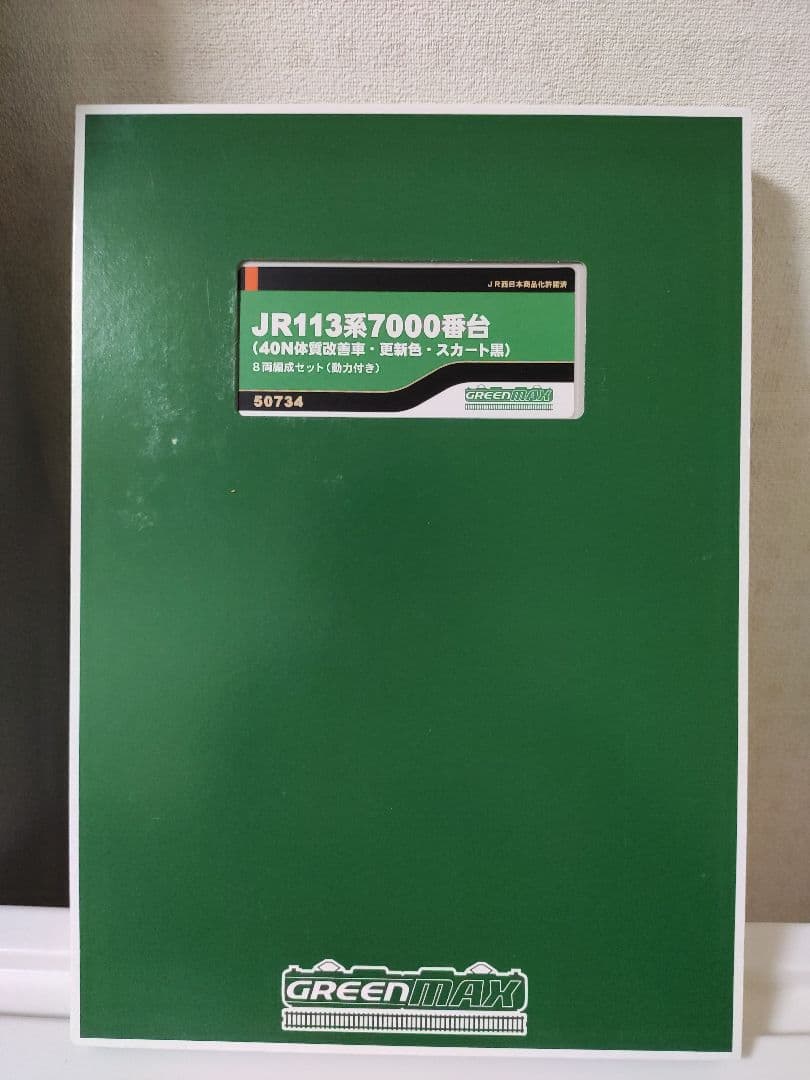 JR西日本商品化許諾済
JR113系7000番台
(40N体質改善車・更新色・スカート黒)
8両編成セット(動力付き)
50734
GREENMAX
GREENMAX